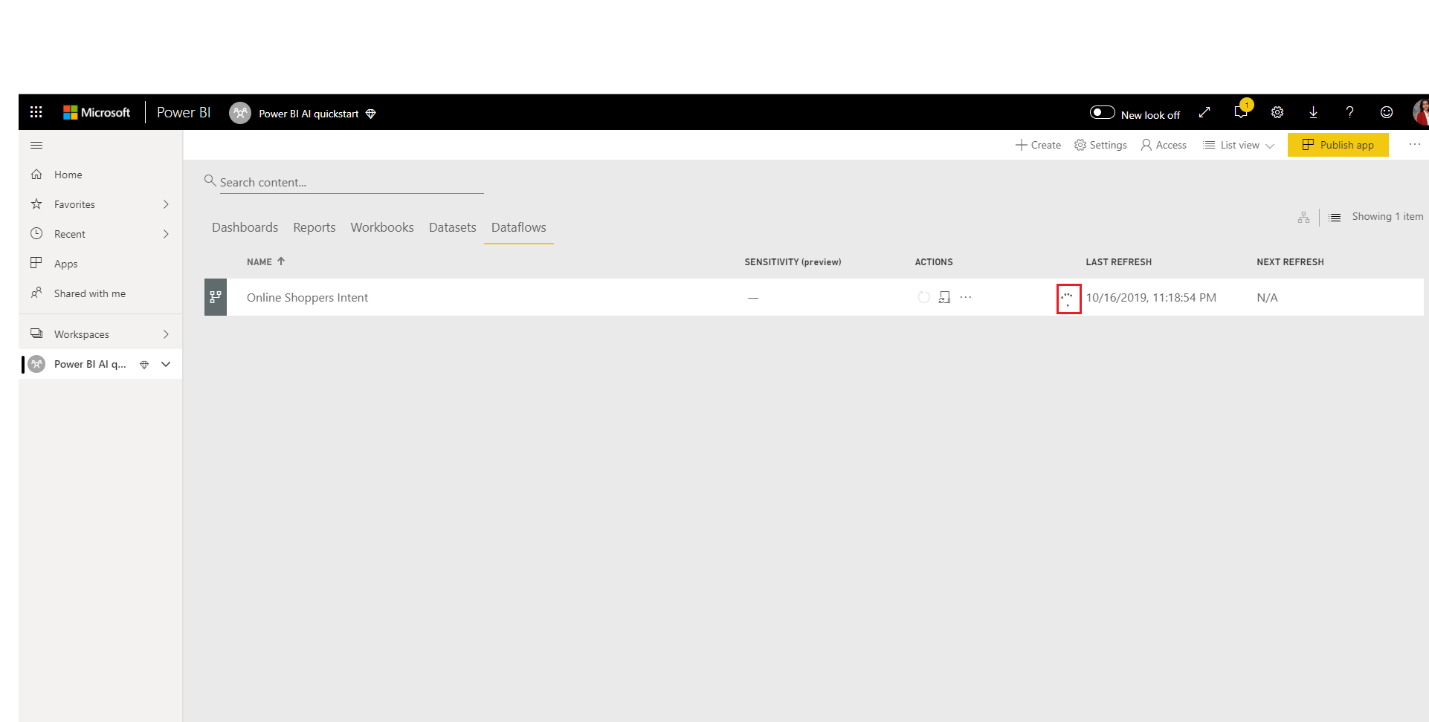 Microsoft Power BI Power BI AI quickstart New look off 1 ?
Create Settings Access List view Publish app ...
Home
Favorites
Recent
Apps
Shared with me
Workspaces
Power BI AI q...
Search content...
Dashboards Reports Workbooks Datasets Dataflows
Showing 1 item
NAME SENSITIVITY (preview) ACTIONS LAST REFRESH NEXT REFRESH
Online Shoppers Intent — ... 10/16/2019, 11:18:54 PM N/A